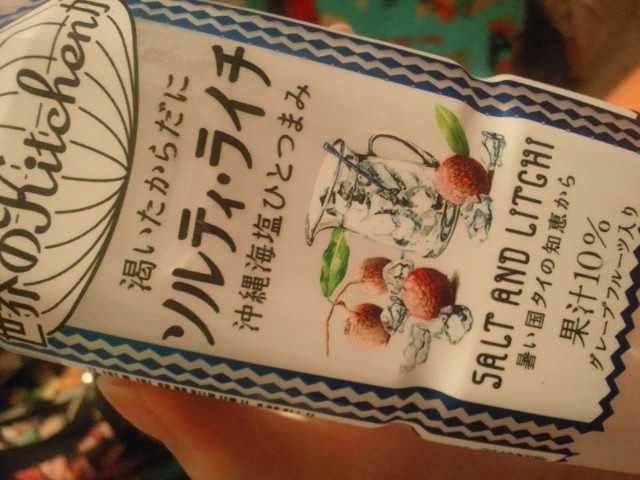 世界のKitchenから
渇いたからだに
ソルティ・ライチ
沖縄海塩ひとつまみ
SALT AND LITCHI
暑い国タイの知恵から
果汁10%
グレープフルーツ入り